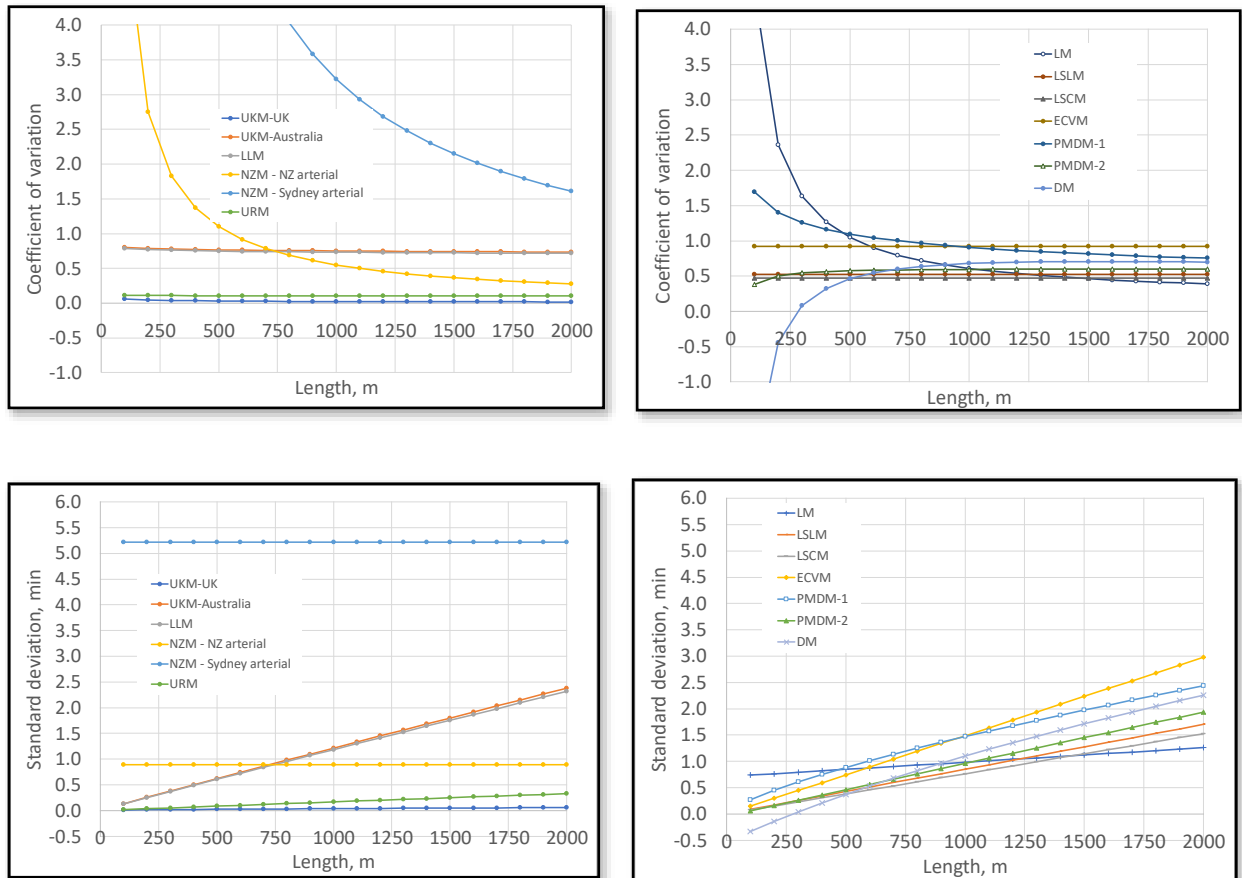 4.0
3.5
3.0
2.5
2.0
1.5
1.0
0.5
0.0
-0.5
-1.0
Coefficient of variation
UKM-UK
UKM-Australia
LLM
NZM - NZ arterial
NZM - Sydney arterial
URM
0 250 500 750 1000 1250 1500 1750 2000
Length, m
4.0
3.5
3.0
2.5
2.0
1.5
1.0
0.5
0.0
-0.5
-1.0
Coefficient of variation
LM
LSLM
LSCM
ECVM
PMDM-1
PMDM-2
DM
0 250 500 750 1000 1250 1500 1750 2000
Length, m
6.0
5.5
5.0
4.5
4.0
3.5
3.0
2.5
2.0
1.5
1.0
0.5
0.0
-0.5
Standard deviation, min
UKM-UK
UKM-Australia
LLM
NZM - NZ arterial
NZM - Sydney arterial
URM
0 250 500 750 1000 1250 1500 1750 2000
Length, m
6.0
5.5
5.0
4.5
4.0
3.5
3.0
2.5
2.0
1.5
1.0
0.5
0.0
-0.5
Standard deviation, min
LM
LSLM
LSCM
ECVM
PMDM-1
PMDM-2
DM
0 250 500 750 1000 1250 1500 1750 2000
Length, m